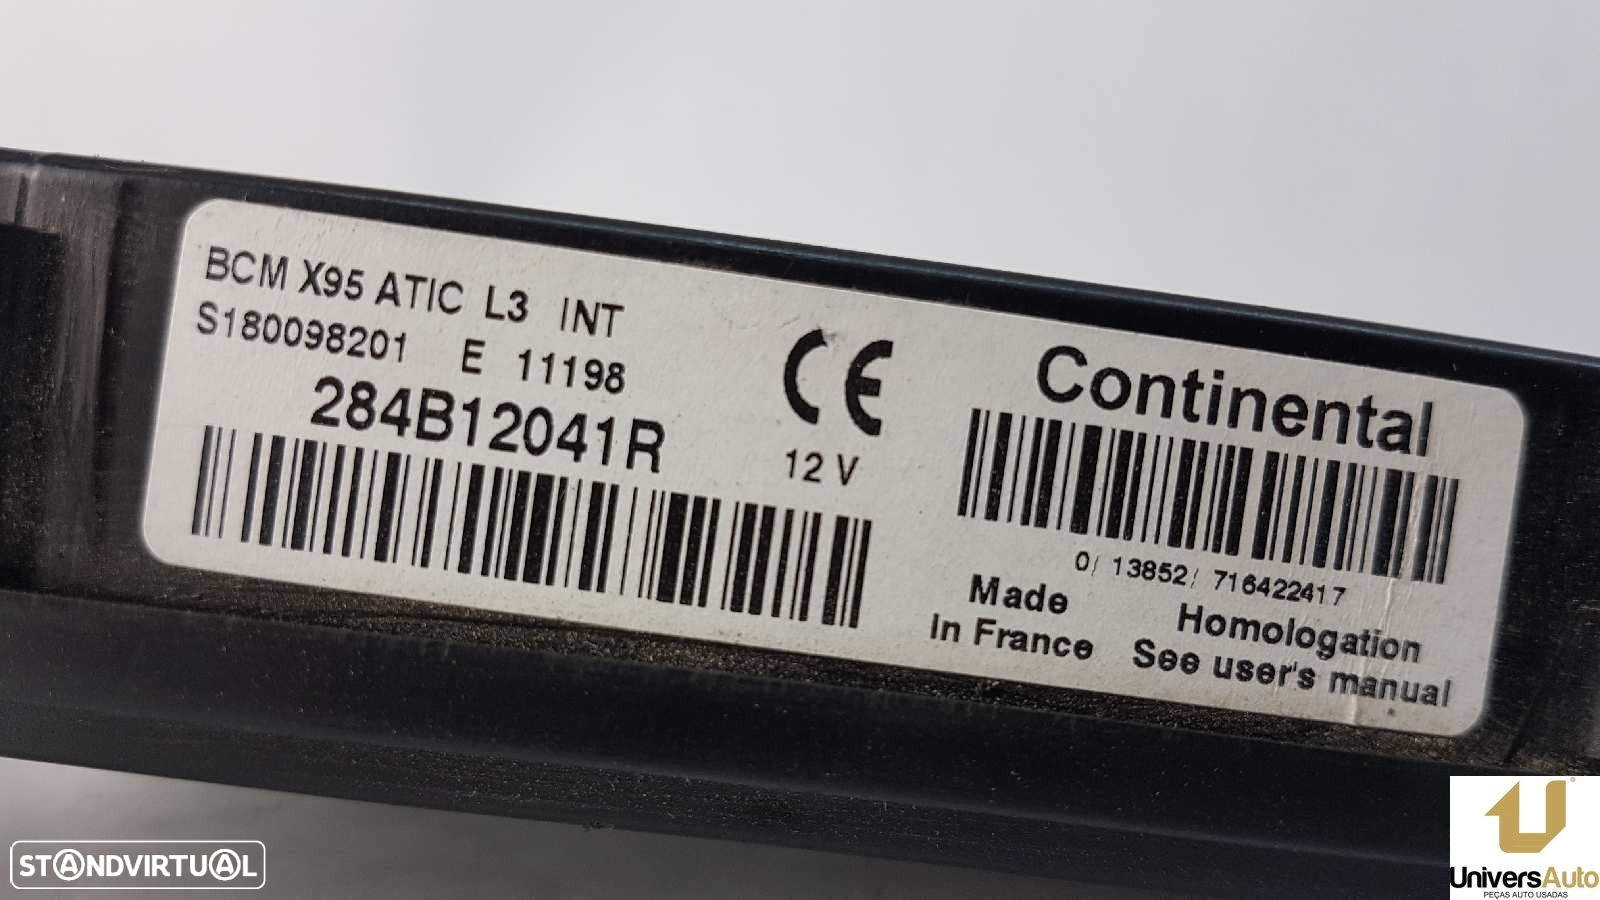 BCM X95 ATIC L3 INT
S180098201 E 11198
284B12041R
CE
12 V
Continental
0/ 13852/ 716422417
Made
in France
Homologation
See user's manual
STANDVIRTUAL
UniversAuto
PEÇAS AUTO USADAS